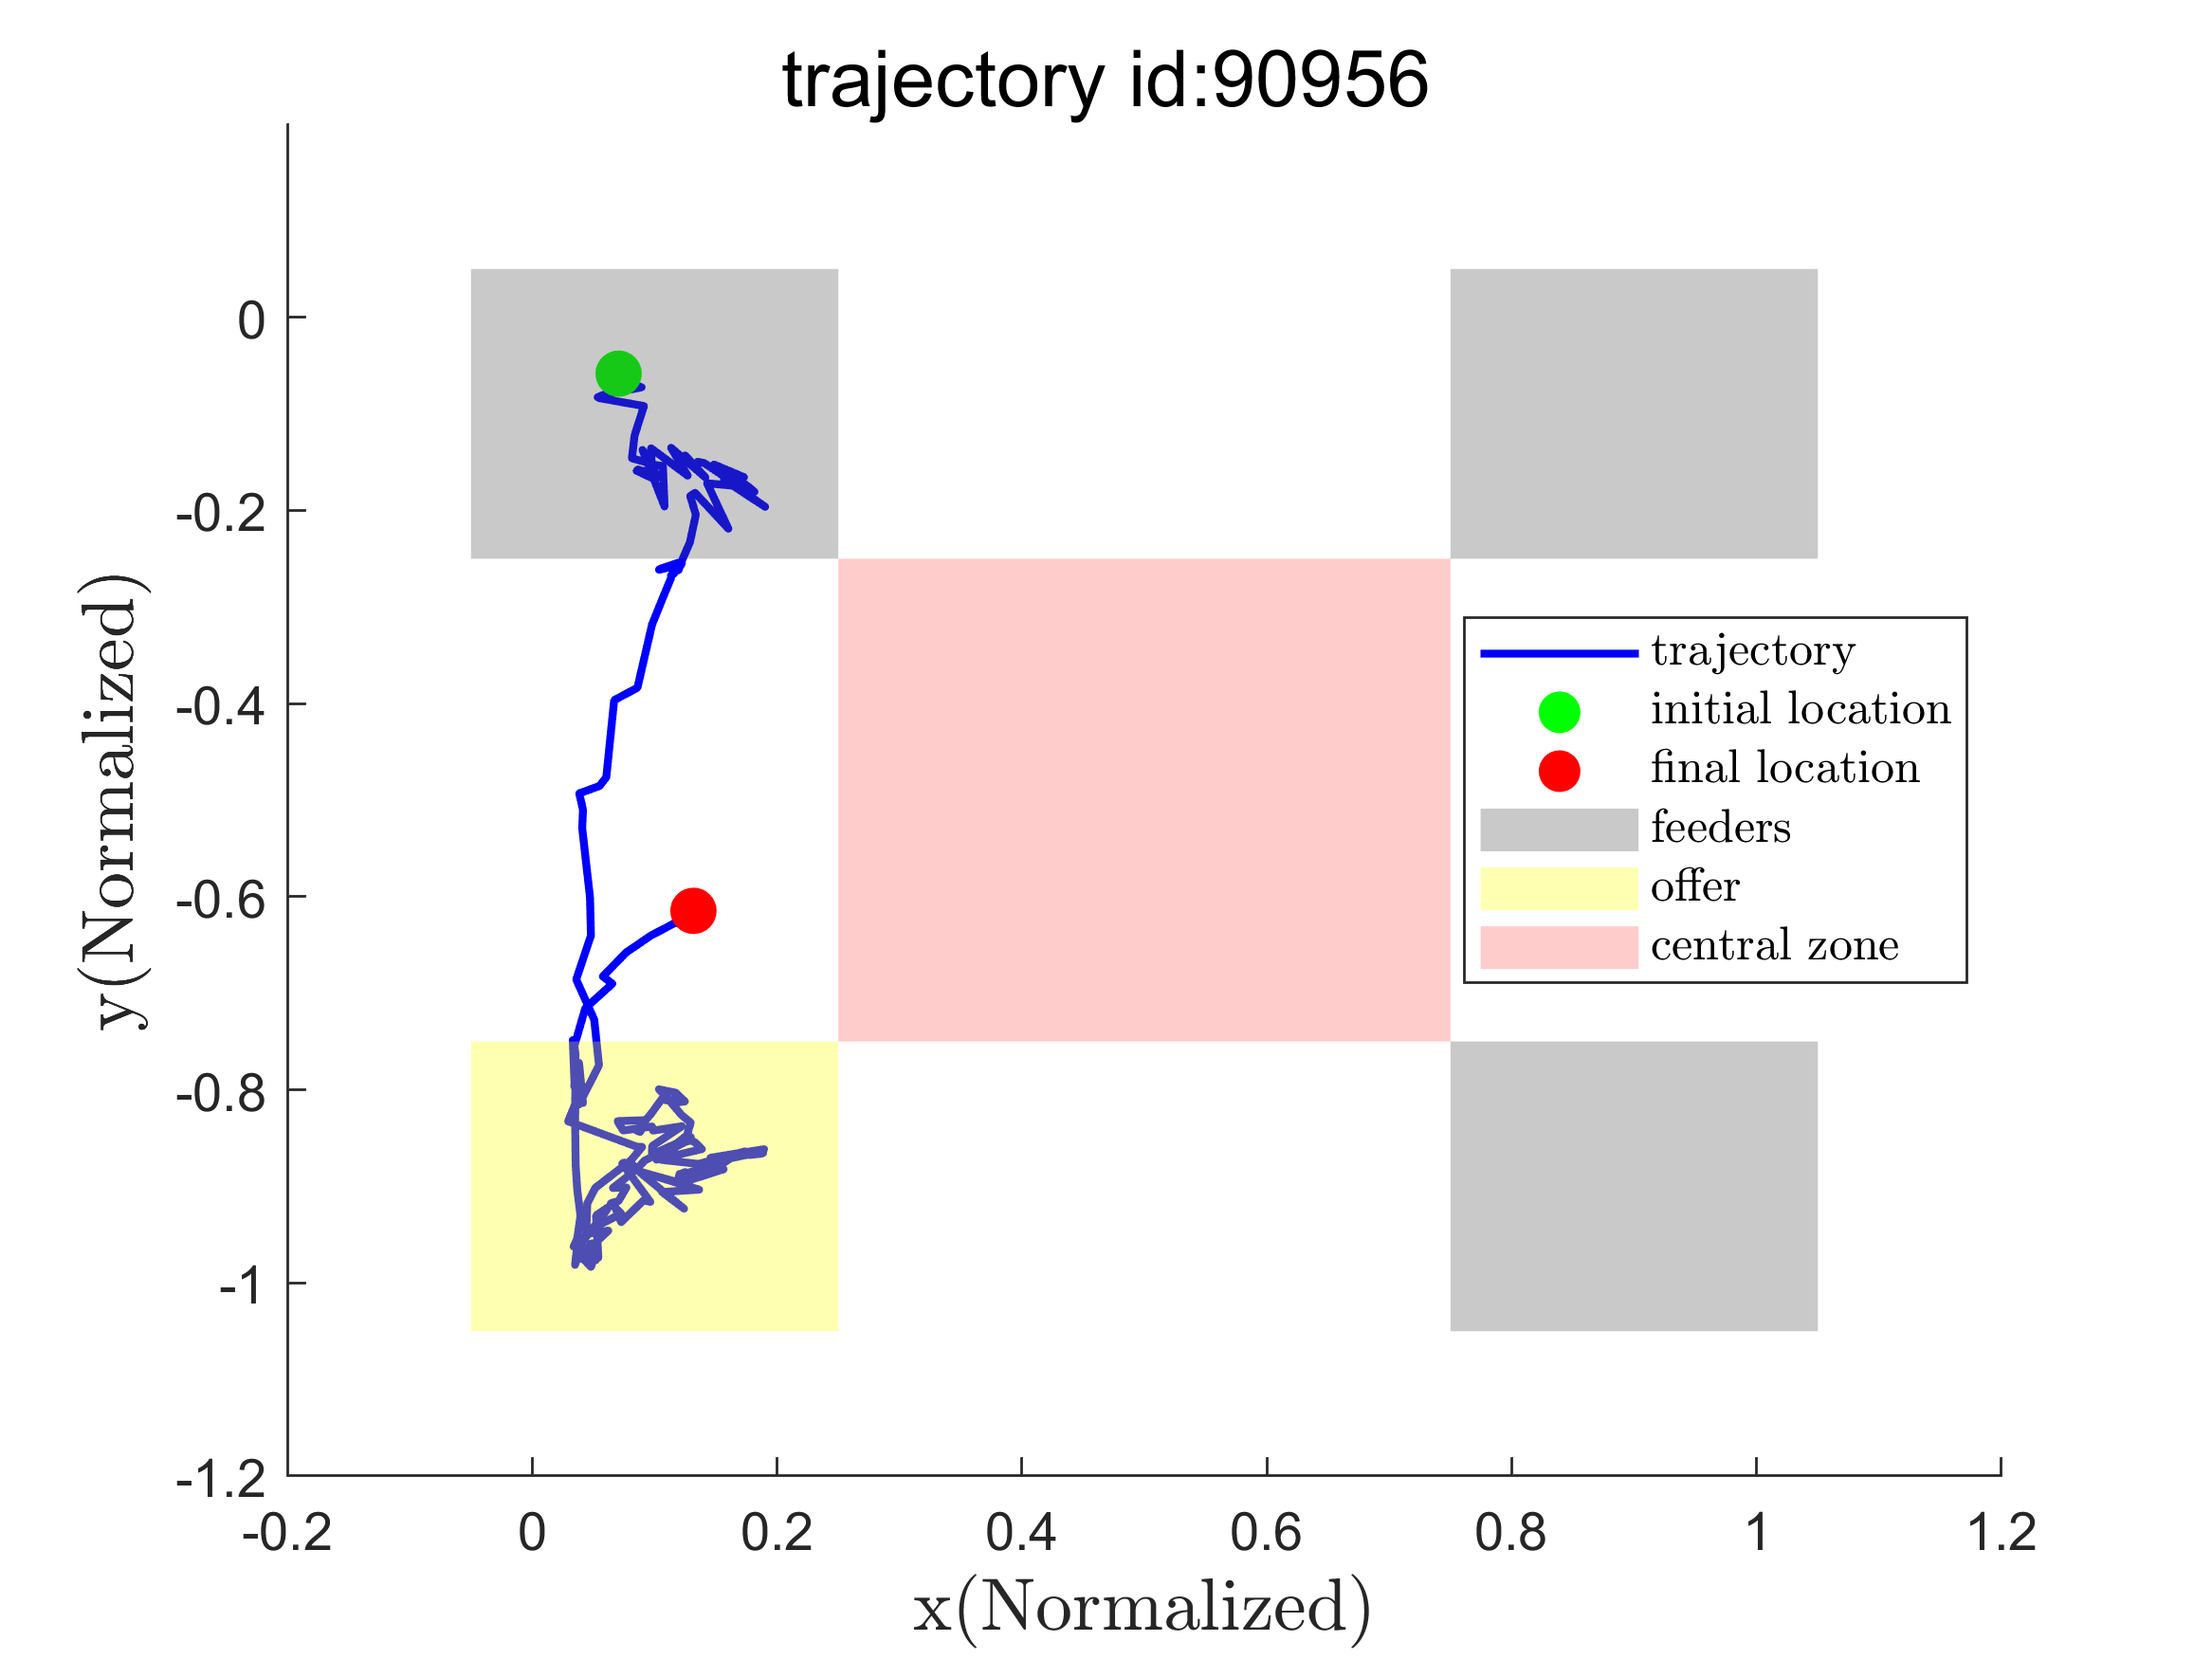 trajectory id:90956
0
-0.2
-0.4
-0.6
-0.8
-1
-1.2
y(Normalized)
trajectory
initial location
final location
feeders
offer
central zone
-0.2 0 0.2 0.4 0.6 0.8 1 1.2
x(Normalized)